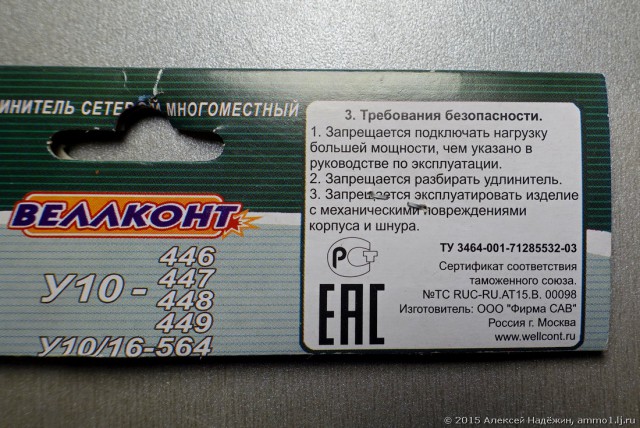 ИНИТЕЛЬ СЕТЕВОЙ МНОГОМЕСТНЫЙ
ВЕЛЛКОНТ
У10 -
446
447
448
449
У10/16-564
3. Требования безопасности.
1. Запрещается подключать нагрузку
большей мощности, чем указано в
руководстве по эксплуатации.
2. Запрещается разбирать удлинитель.
3. Запрещается эксплуатировать изделие
с механическими повреждениями
корпуса и шнура.
ТУ 3464-001-71285532-03
РСТ
Сертификат соответствия
таможенного союза.
№ТС RUC-RU.АТ15.В. 00098
Изготовитель: ООО "Фирма САВ"
Россия г. Москва
www.wellcont.ru
EAC
© 2015 Алексей Надёжин, ammo1.lj.ru